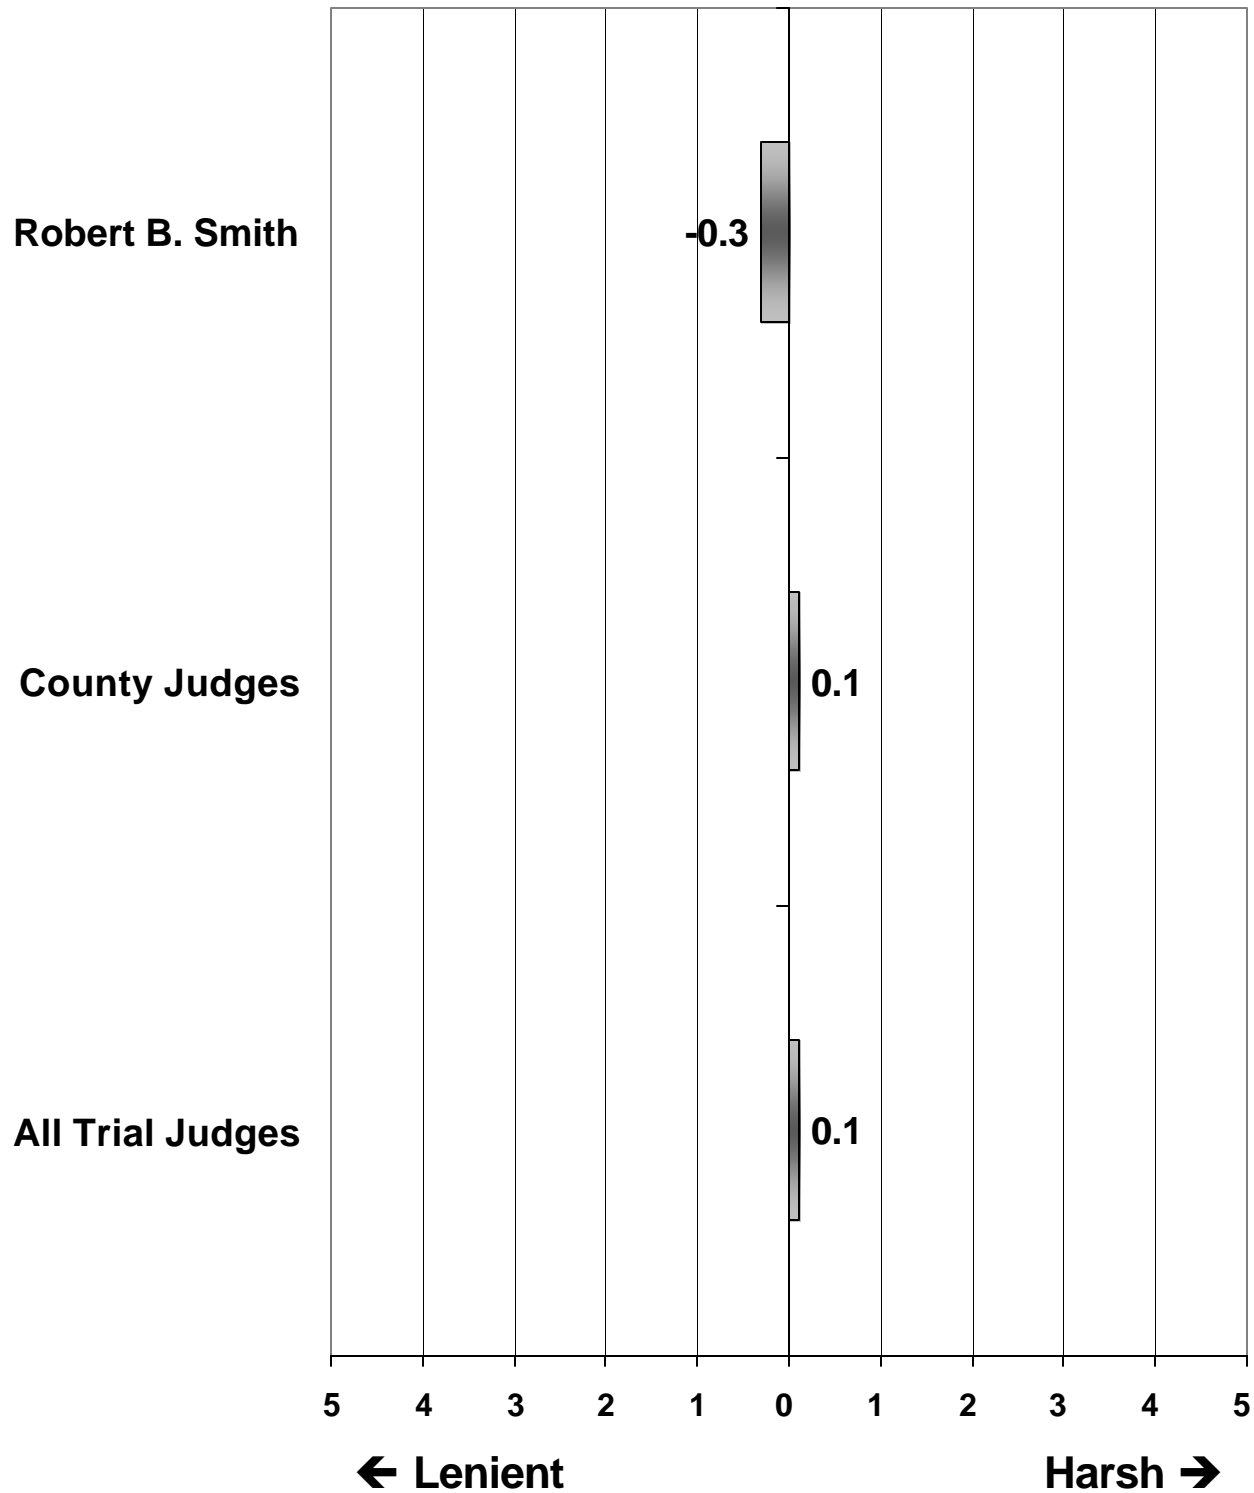 Robert B. Smith
-0.3
County Judges
0.1
All Trial Judges
0.1
5 4 3 2 1 0 1 2 3 4 5
← Lenient
Harsh →